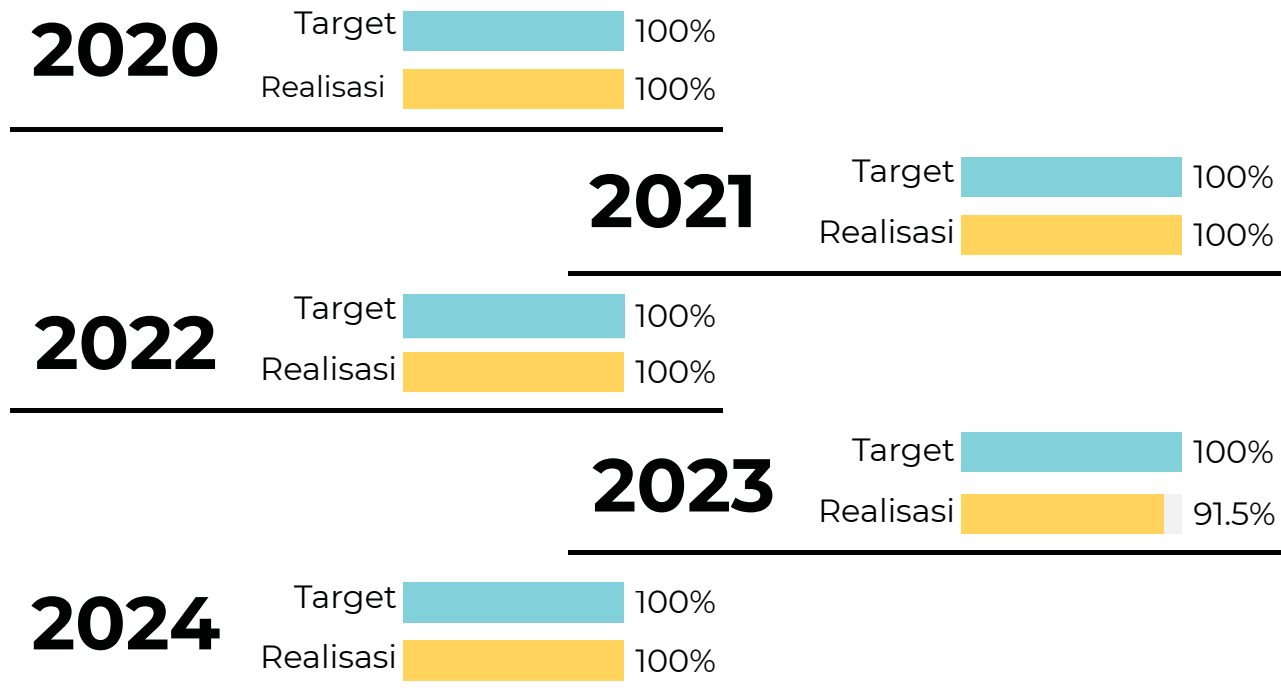 2020
Target 100%
Realisasi 100%
2021
Target 100%
Realisasi 100%
2022
Target 100%
Realisasi 100%
2023
Target 100%
Realisasi 91.5%
2024
Target 100%
Realisasi 100%